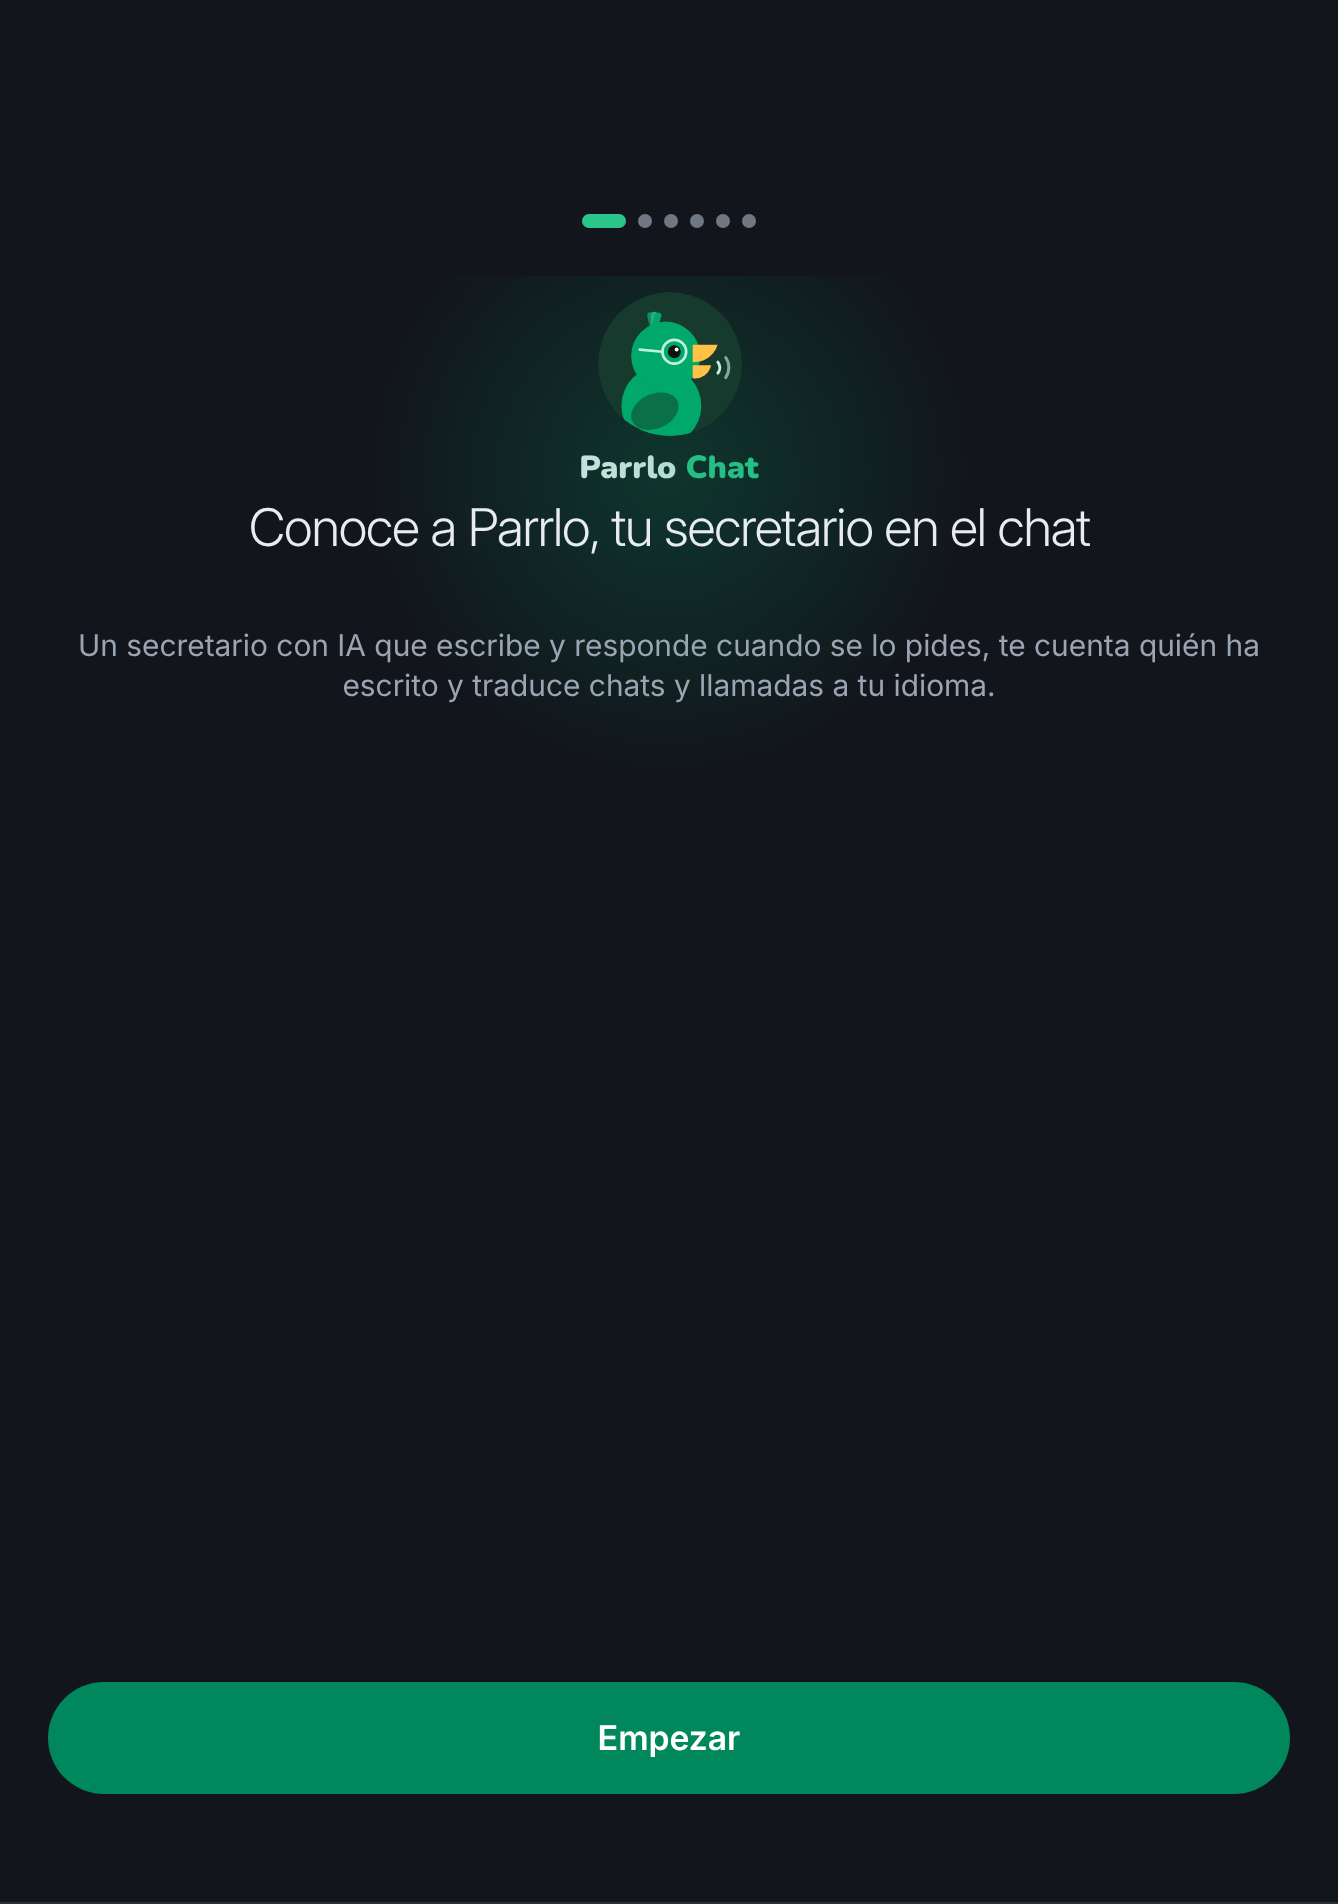 Parrlo Chat
Conoce a Parrlo, tu secretario en el chat
Un secretario con IA que escribe y responde cuando se lo pides, te cuenta quién ha
escrito y traduce chats y llamadas a tu idioma.
Empezar